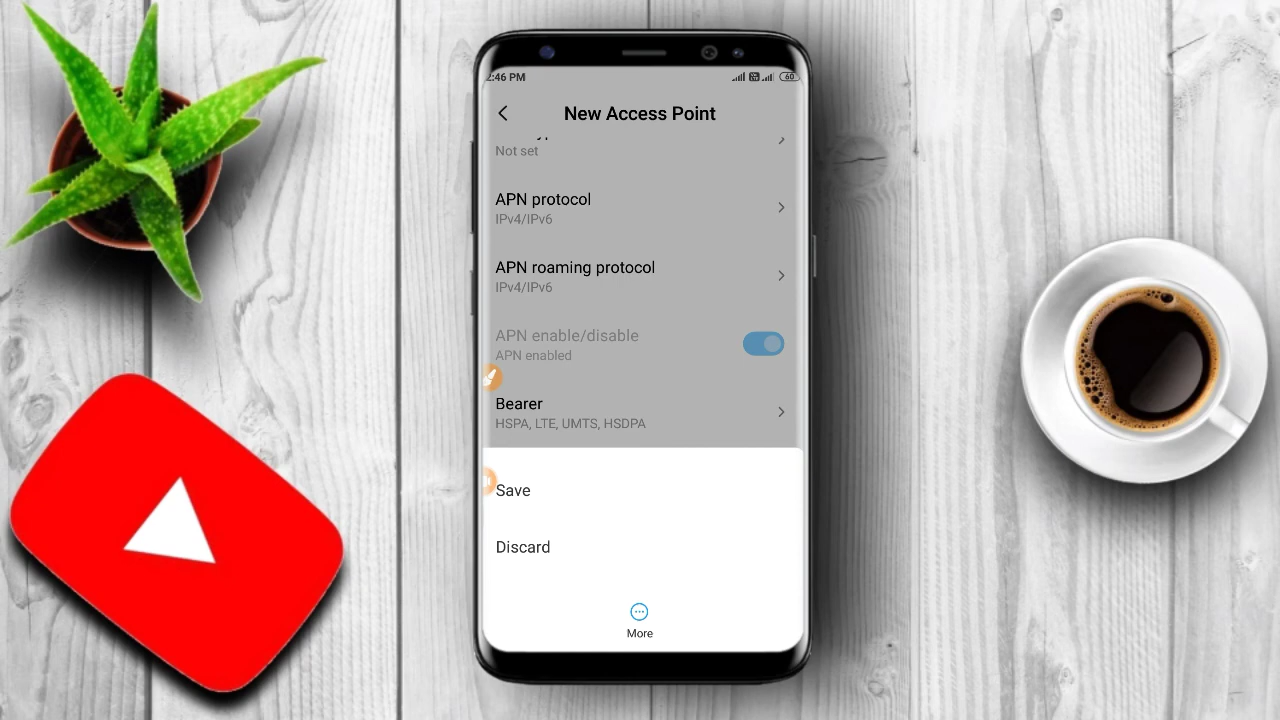 2:46 PM
60
New Access Point
Not set
APN protocol
IPv4/IPv6
APN roaming protocol
IPv4/IPv6
APN enable/disable
APN enabled
Bearer
HSPA, LTE, UMTS, HSDPA
Save
Discard
More